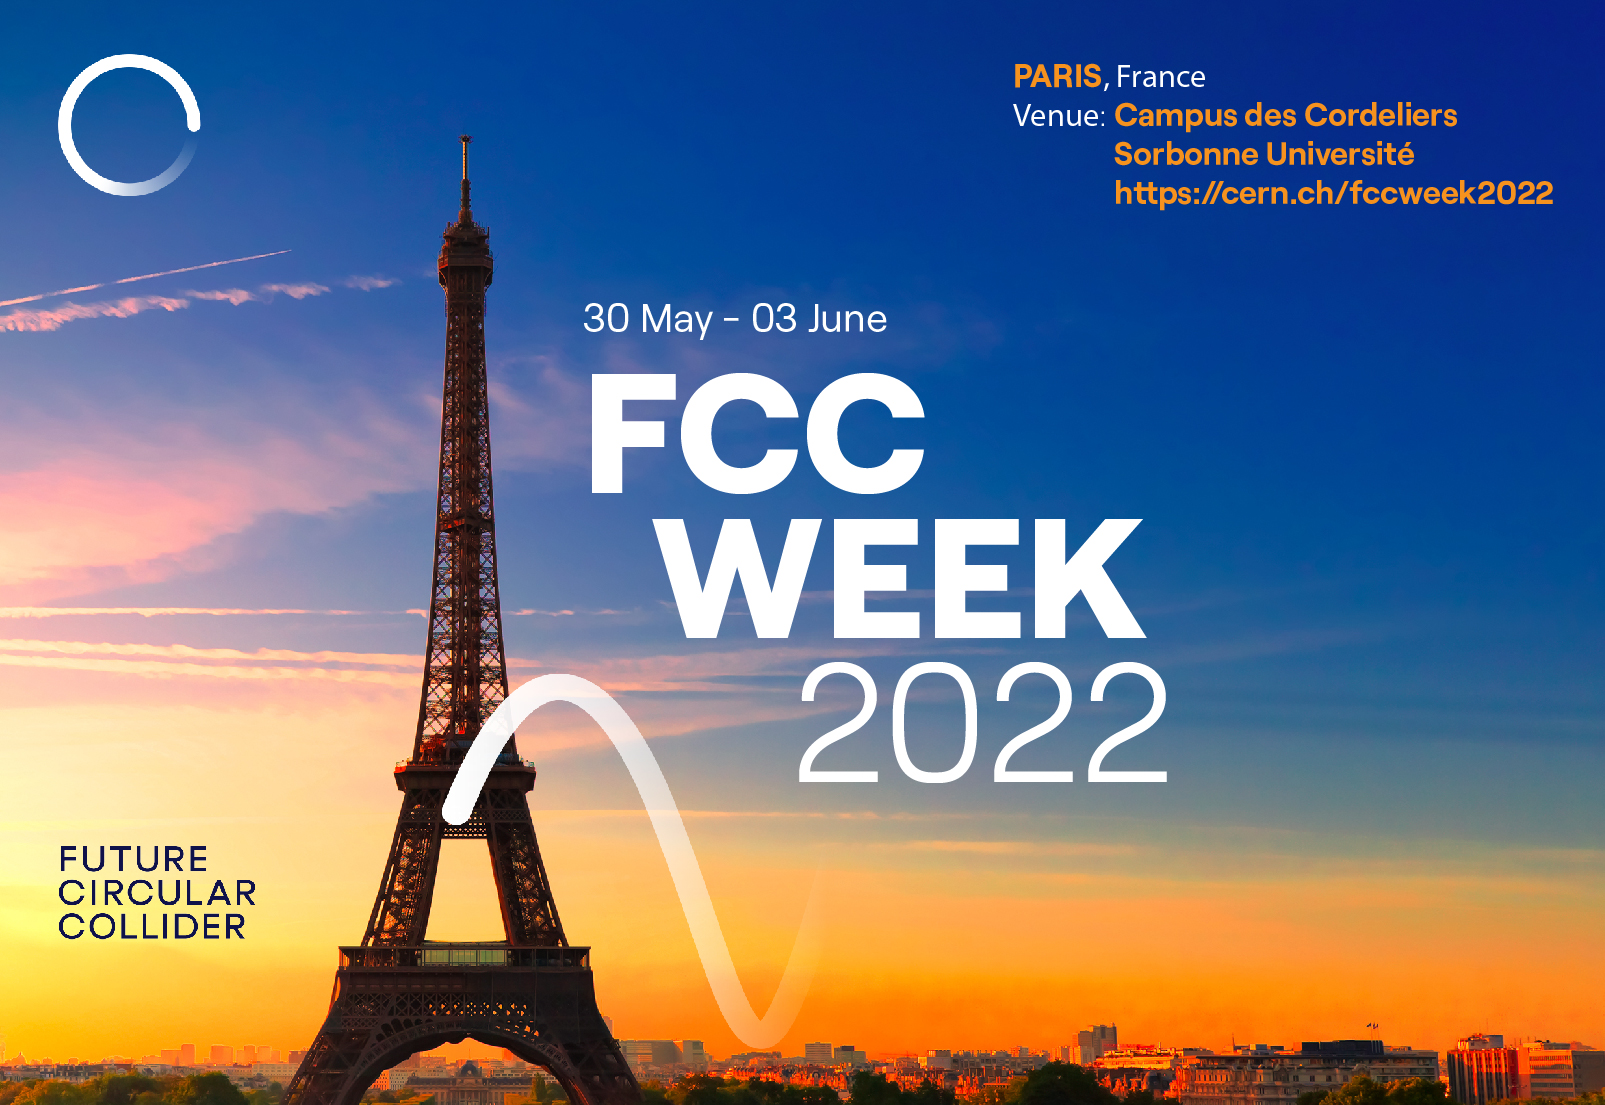 PARIS, France
Venue: Campus des Cordeliers
Sorbonne Université
https://cern.ch/fccweek2022
30 May - 03 June
FCC
WEEK
2022
FUTURE
CIRCULAR
COLLIDER